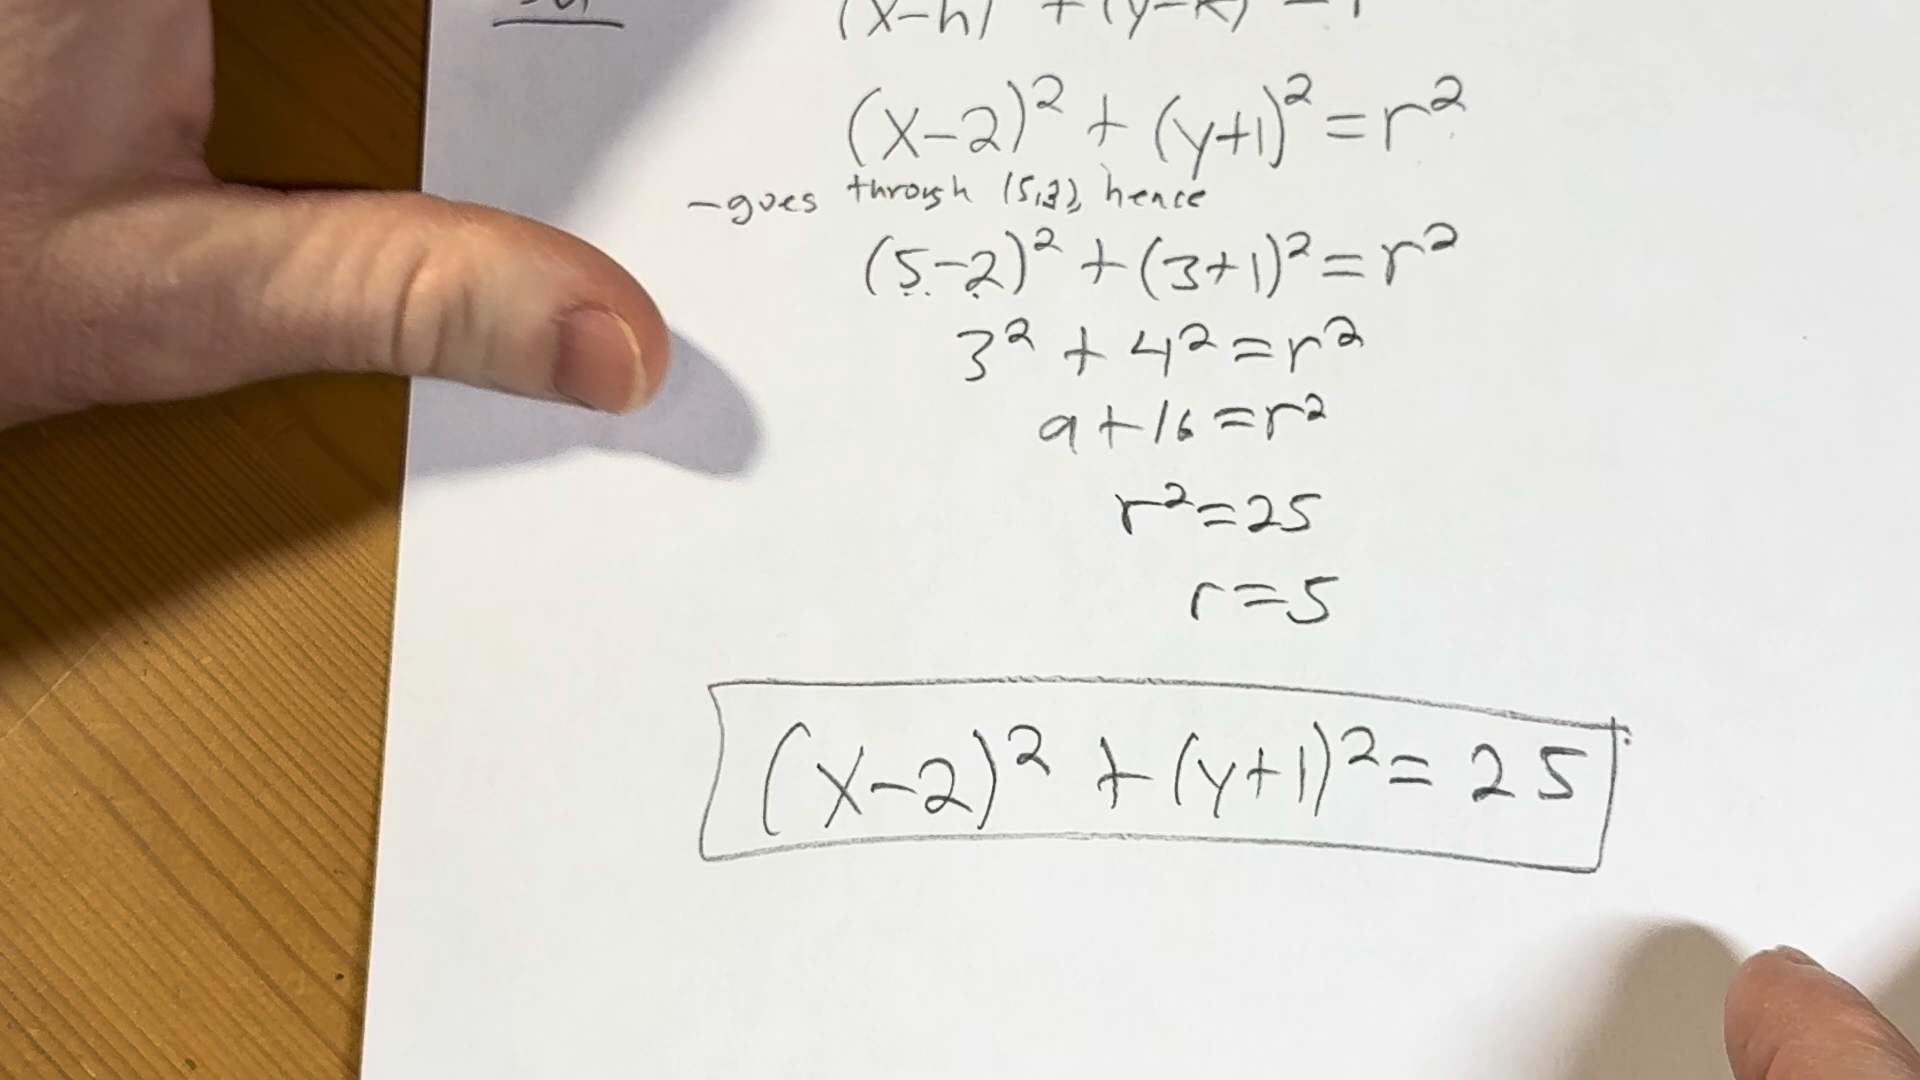 (x-h) + (y-k) =
(x-2)² + (y+1)² = r²
-goes through (5,3), hence
(5-2)² + (3+1)² = r²
3² + 4² = r²
9+16 = r²
r² = 25
r = 5
(x-2)² + (y+1)² = 25